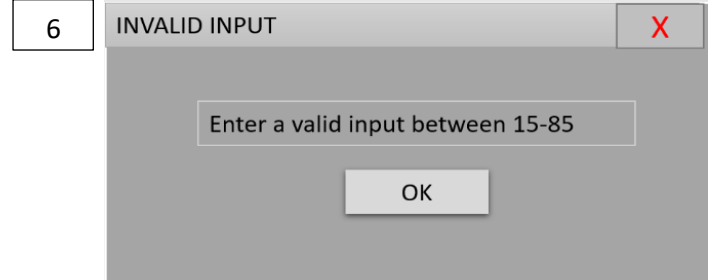 6
INVALID INPUT
X
Enter a valid input between 15-85
OK